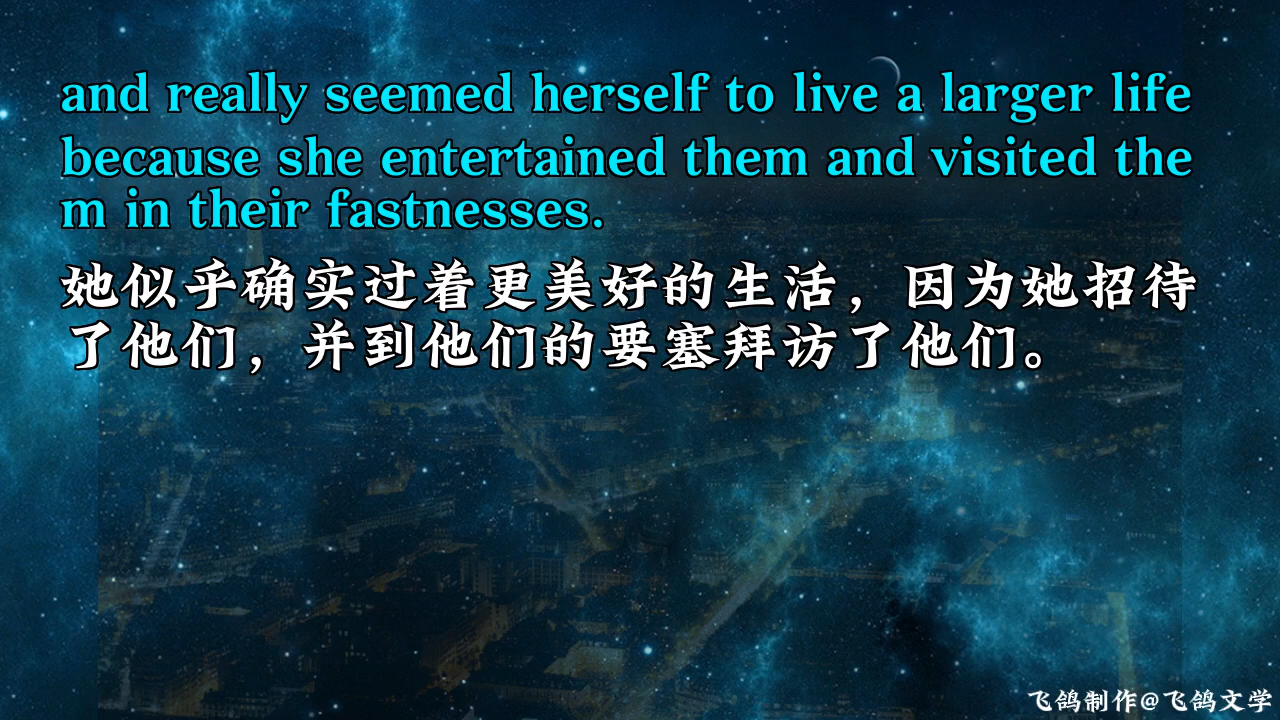 and really seemed herself to live a larger life
because she entertained them and visited the
m in their fastnesses.
她似乎确实过着更美好的生活，因为她招待
了他们，并到他们的要塞拜访了他们。
飞鸽制作@飞鸽文学